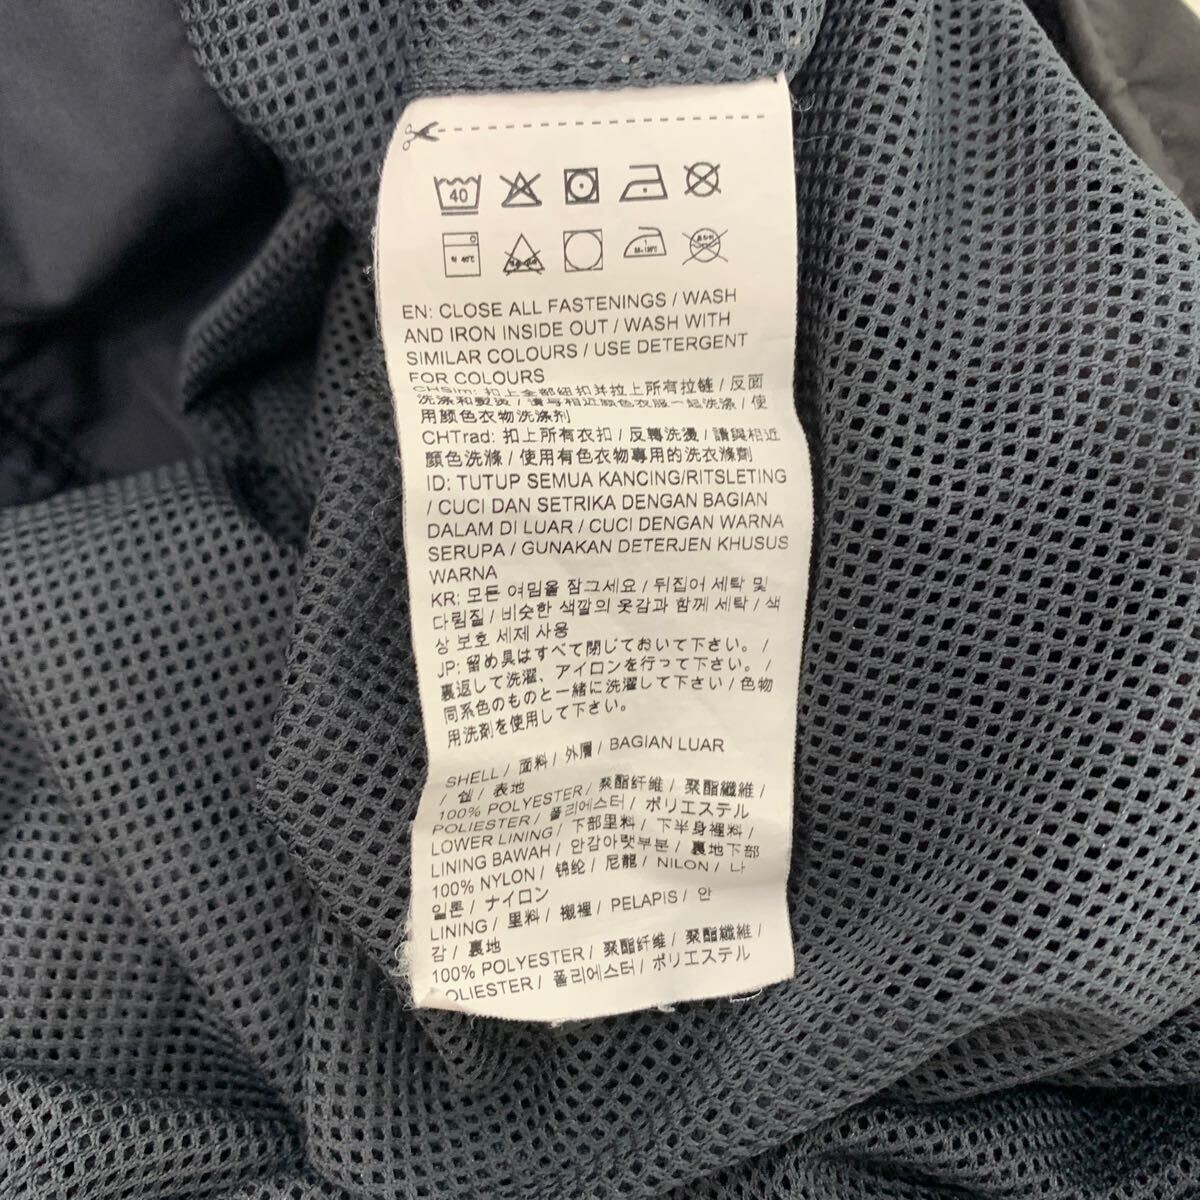 40
약 40℃
EN: CLOSE ALL FASTENINGS / WASH
AND IRON INSIDE OUT / WASH WITH
SIMILAR COLOURS / USE DETERGENT
FOR COLOURS
CHSim: 扣上全部纽扣并拉上所有拉链 / 反面
洗涤和熨烫 / 请与相近颜色衣服一起洗涤 / 使
用颜色衣物洗涤剂
CHTrad: 扣上所有衣扣 / 反轉洗燙 / 請與相近
顏色洗滌 / 使用有色衣物專用的洗衣滌劑
ID: TUTUP SEMUA KANCING/RITSLETING
/ CUCI DAN SETRIKA DENGAN BAGIAN
DALAM DI LUAR / CUCI DENGAN WARNA
SERUPA / GUNAKAN DETERJEN KHUSUS
WARNA
KR: 모든 여밈을 잠그세요 / 뒤집어 세탁 및
다림질 / 비슷한 색깔의 옷감과 함께 세탁 / 색
상 보호 세제 사용
JP: 留め具はすべて閉じておいて下さい。 /
裏返して洗濯、アイロンを行って下さい。 /
同系色のものと一緒に洗濯して下さい / 色物
用洗剤を使用して下さい。
SHELL / 面料 / 外層 / BAGIAN LUAR
/ 쉘 / 表地
100% POLYESTER / 聚酯纤维 / 聚酯纖維 /
POLIESTER / 폴리에스터 / ポリエステル
LOWER LINING / 下部里料 / 下半身裡料 /
LINING BAWAH / 안감아랫부분 / 裏地下部
100% NYLON / 锦纶 / 尼龍 / NILON / 나
일론 / ナイロン
LINING / 里料 / 襯裡 / PELAPIS / 안
감 / 裏地
100% POLYESTER / 聚酯纤维 / 聚酯纖維 /
POLIESTER / 폴리에스터 / ポリエステル